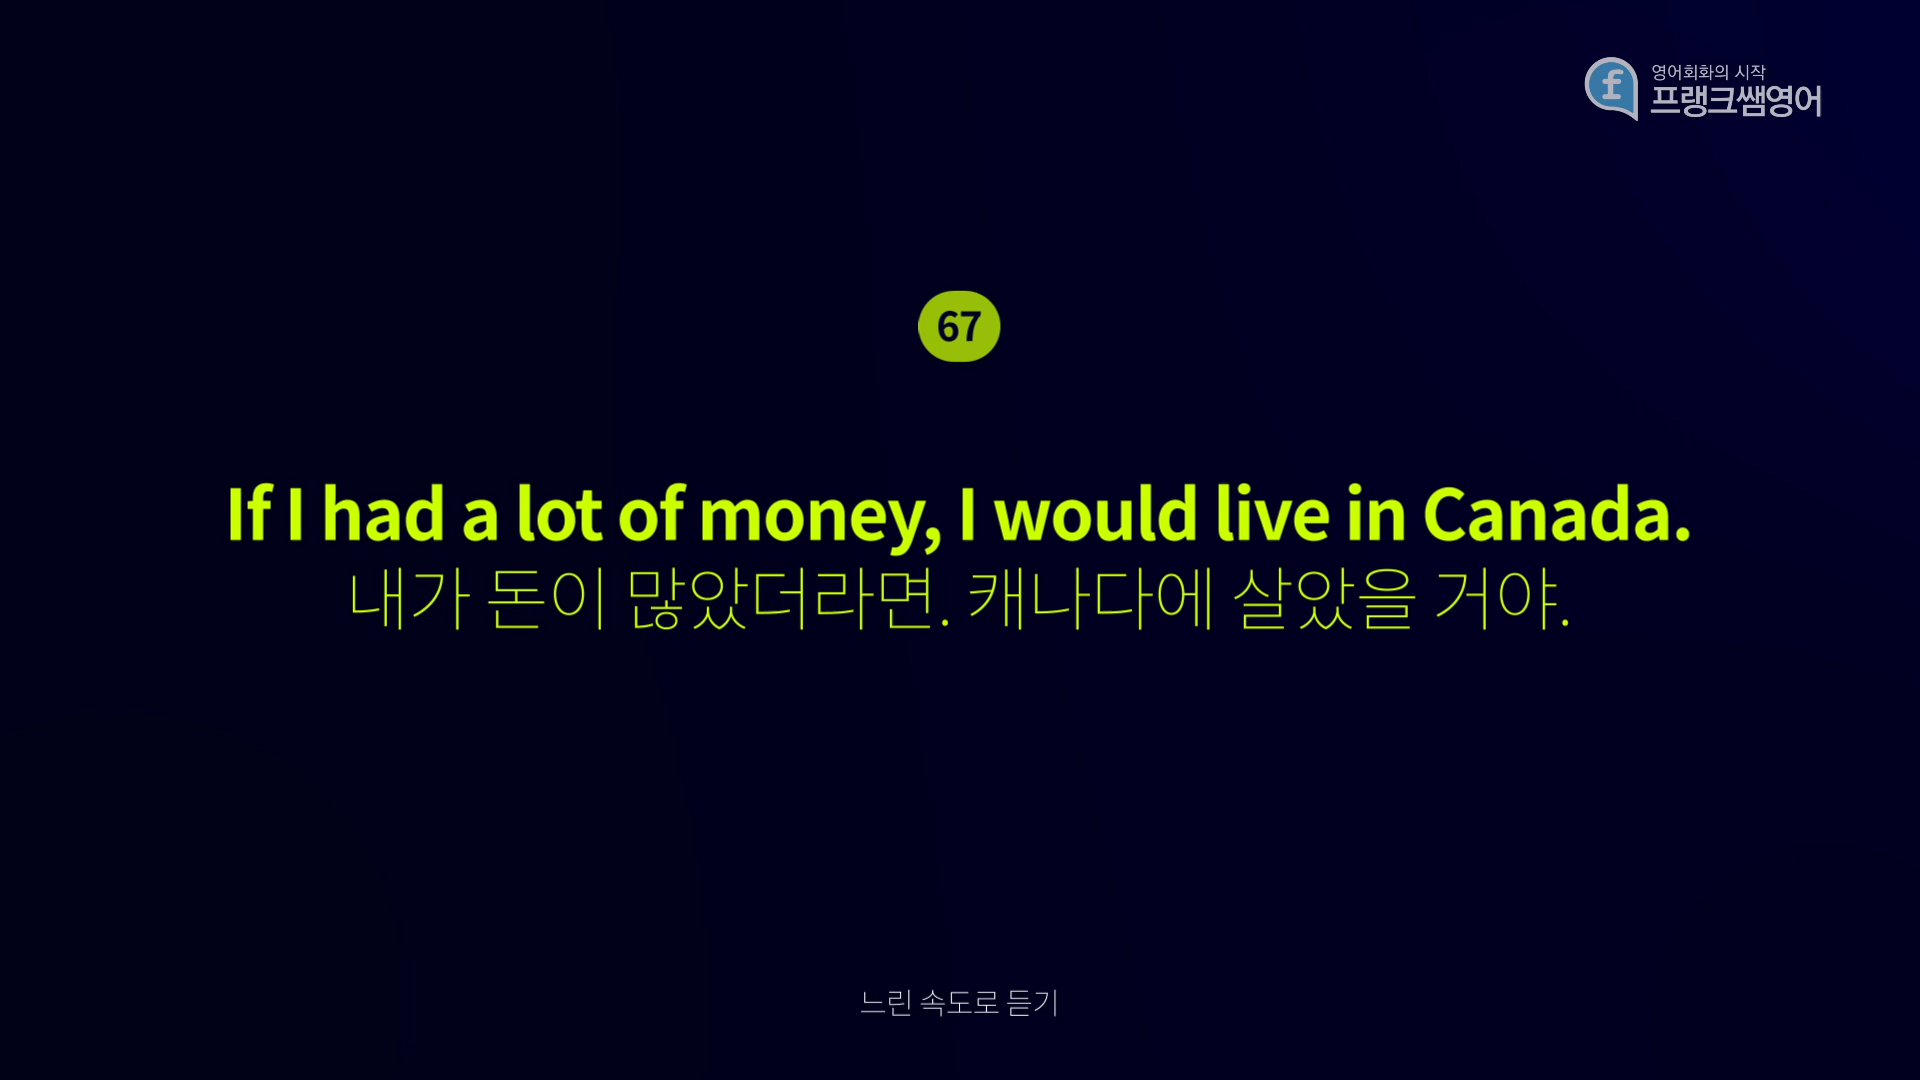 영어회화의 시작
프랭크쌤영어
67
If I had a lot of money, I would live in Canada.
내가 돈이 많았더라면. 캐나다에 살았을 거야.
느린 속도로 듣기